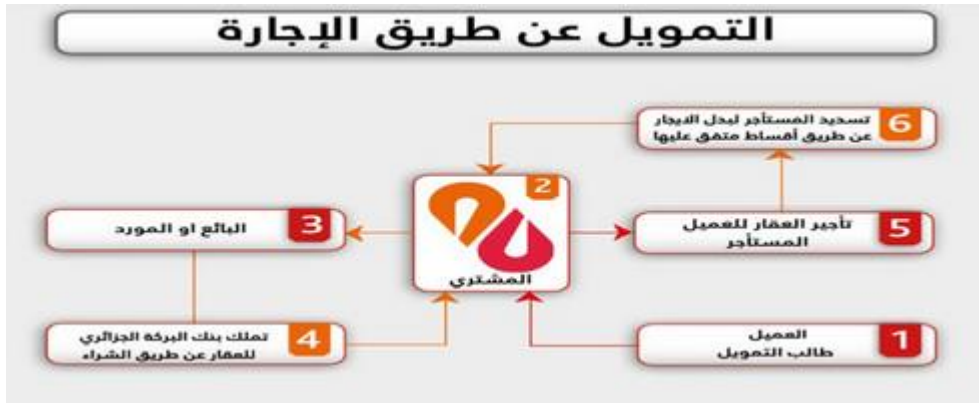 التمويل عن طريق الإجارة
6
تسديد المستأجر لبدل الايجار
عن طريق أقساط متفق عليها
2
المشتري
5
تأجير العقار للعميل
المستأجر
3
البائع او المورد
4
تملك بنك البركة الجزائري
للعقار عن طريق الشراء
1
العميل
طالب التمويل